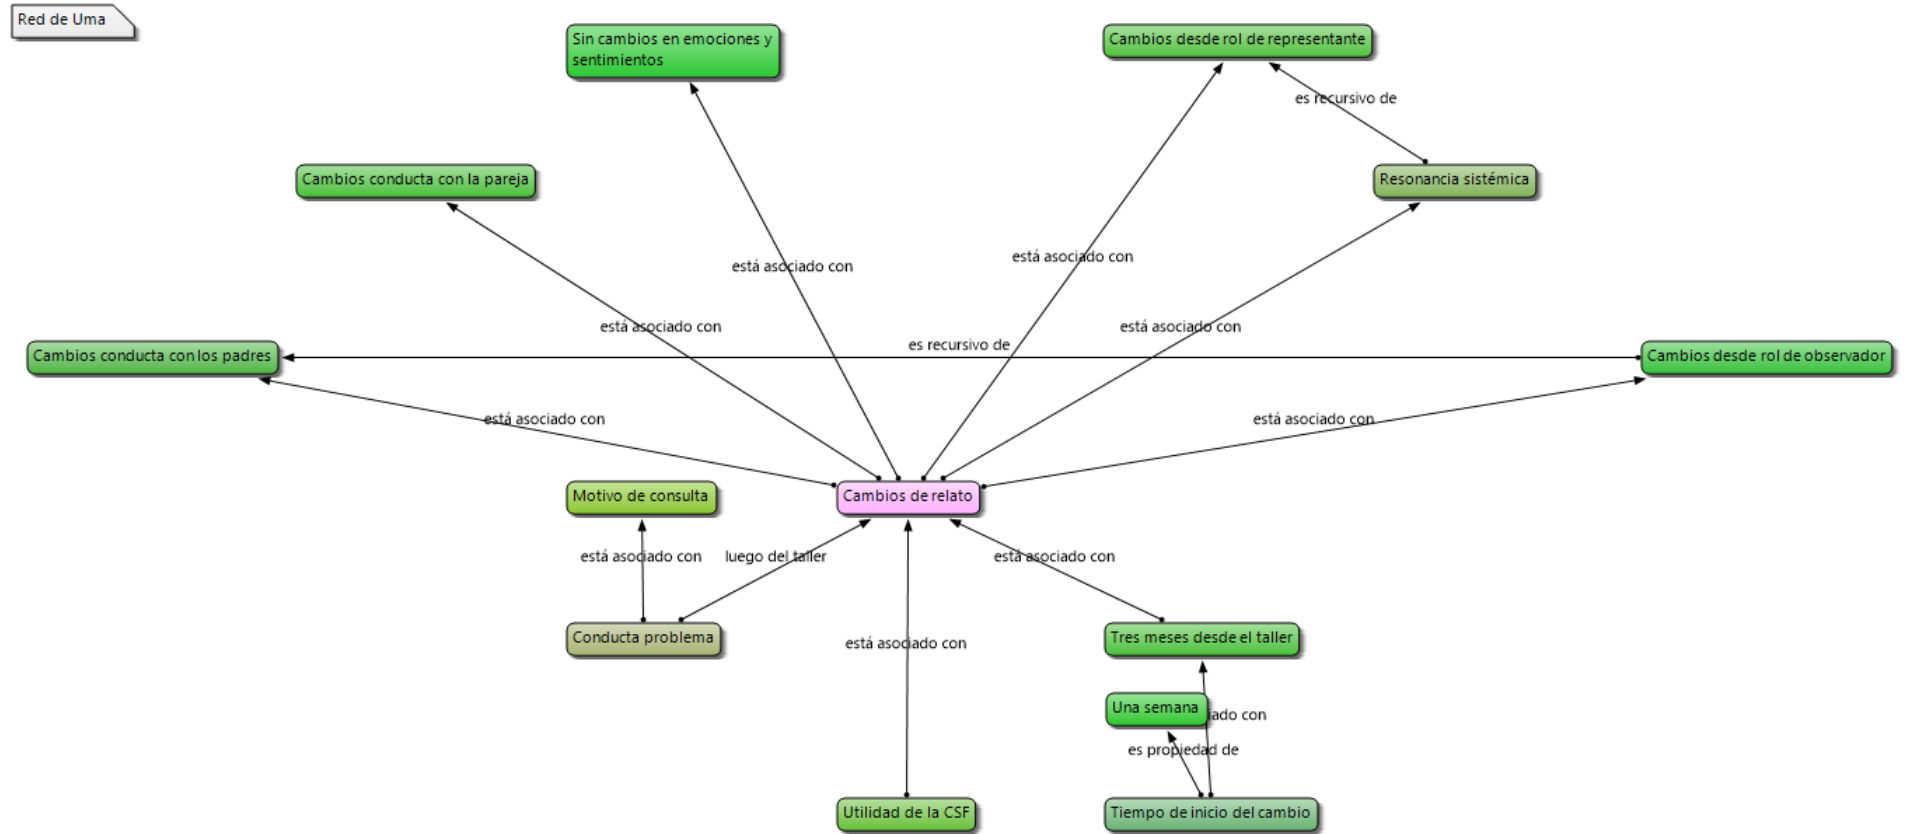 Red de Uma
Sin cambios en emociones y
sentimientos
Cambios desde rol de representante
es recursivo de
Cambios conducta con la pareja
Resonancia sistémica
está asociado con
está asociado con
está asociado con
está asociado con
es recursivo de
Cambios conducta con los padres
Cambios desde rol de observador
está asociado con
está asociado con
Motivo de consulta
Cambios de relato
está asociado con
luego del taller
está asociado con
Conducta problema
está asociado con
Tres meses desde el taller
Una semana
con
es propiedad de
Utilidad de la CSF
Tiempo de inicio del cambio